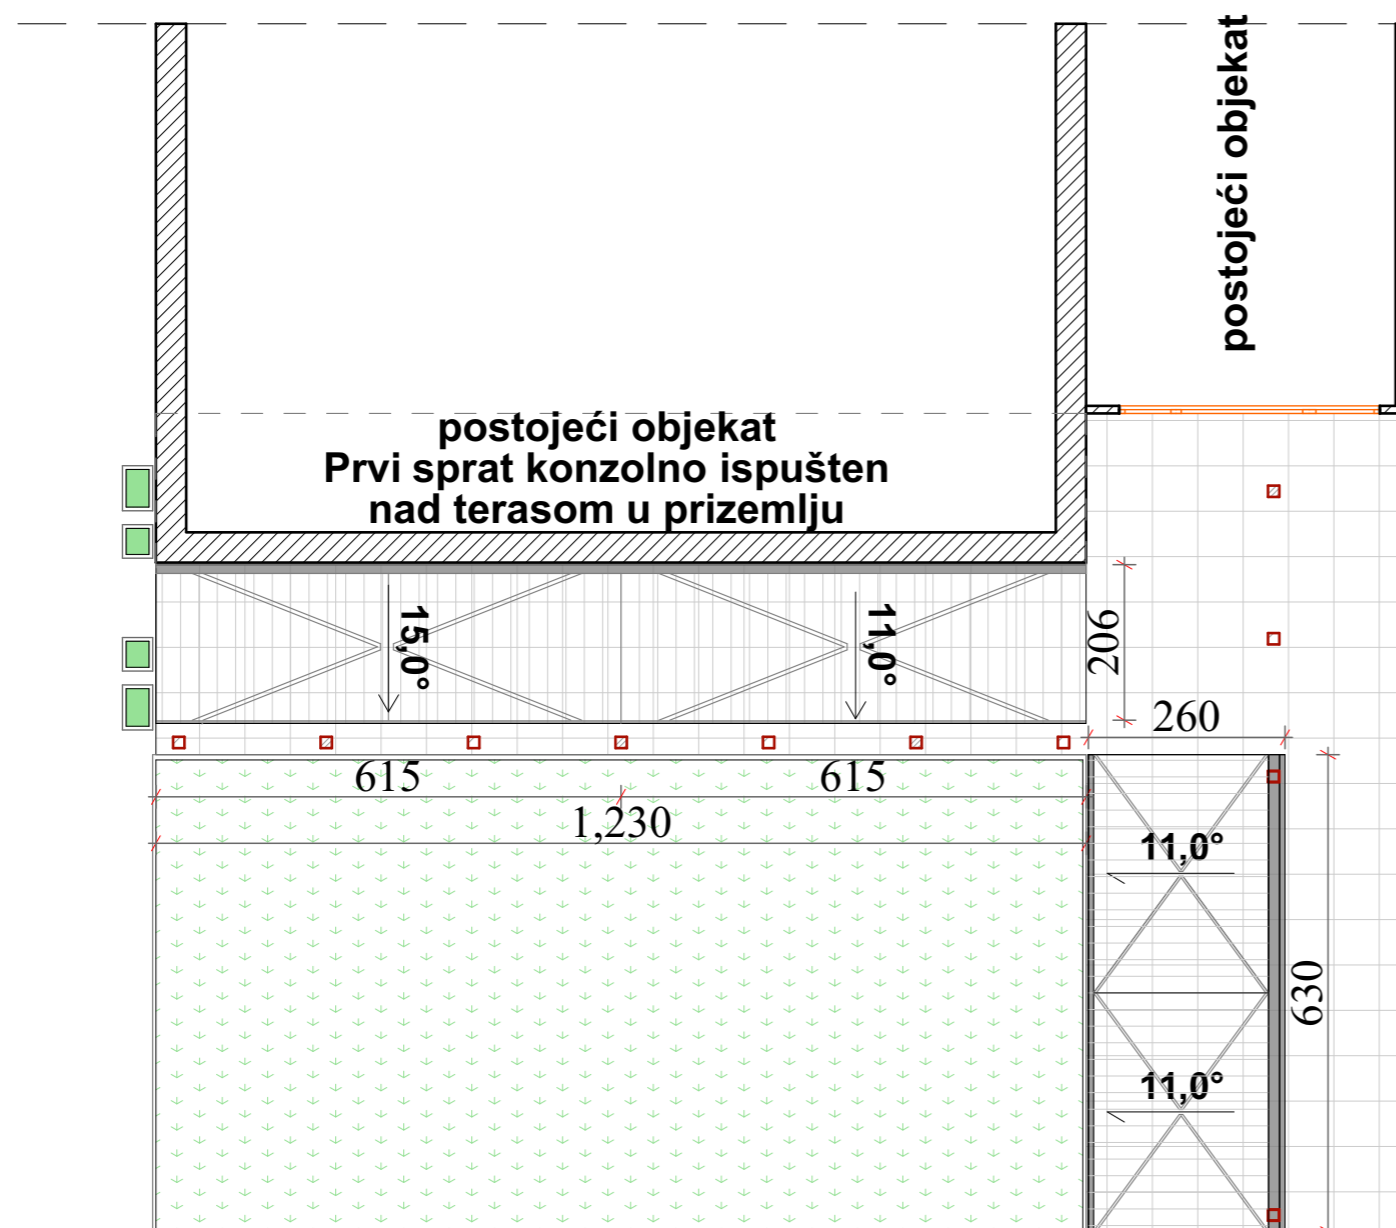 postojeći objekat
postojeći objekat
Prvi sprat konzolno ispušten
nad terasom u prizemlju
15,0°
11,0°
206
260
615
615
1,230
11,0°
630
11,0°